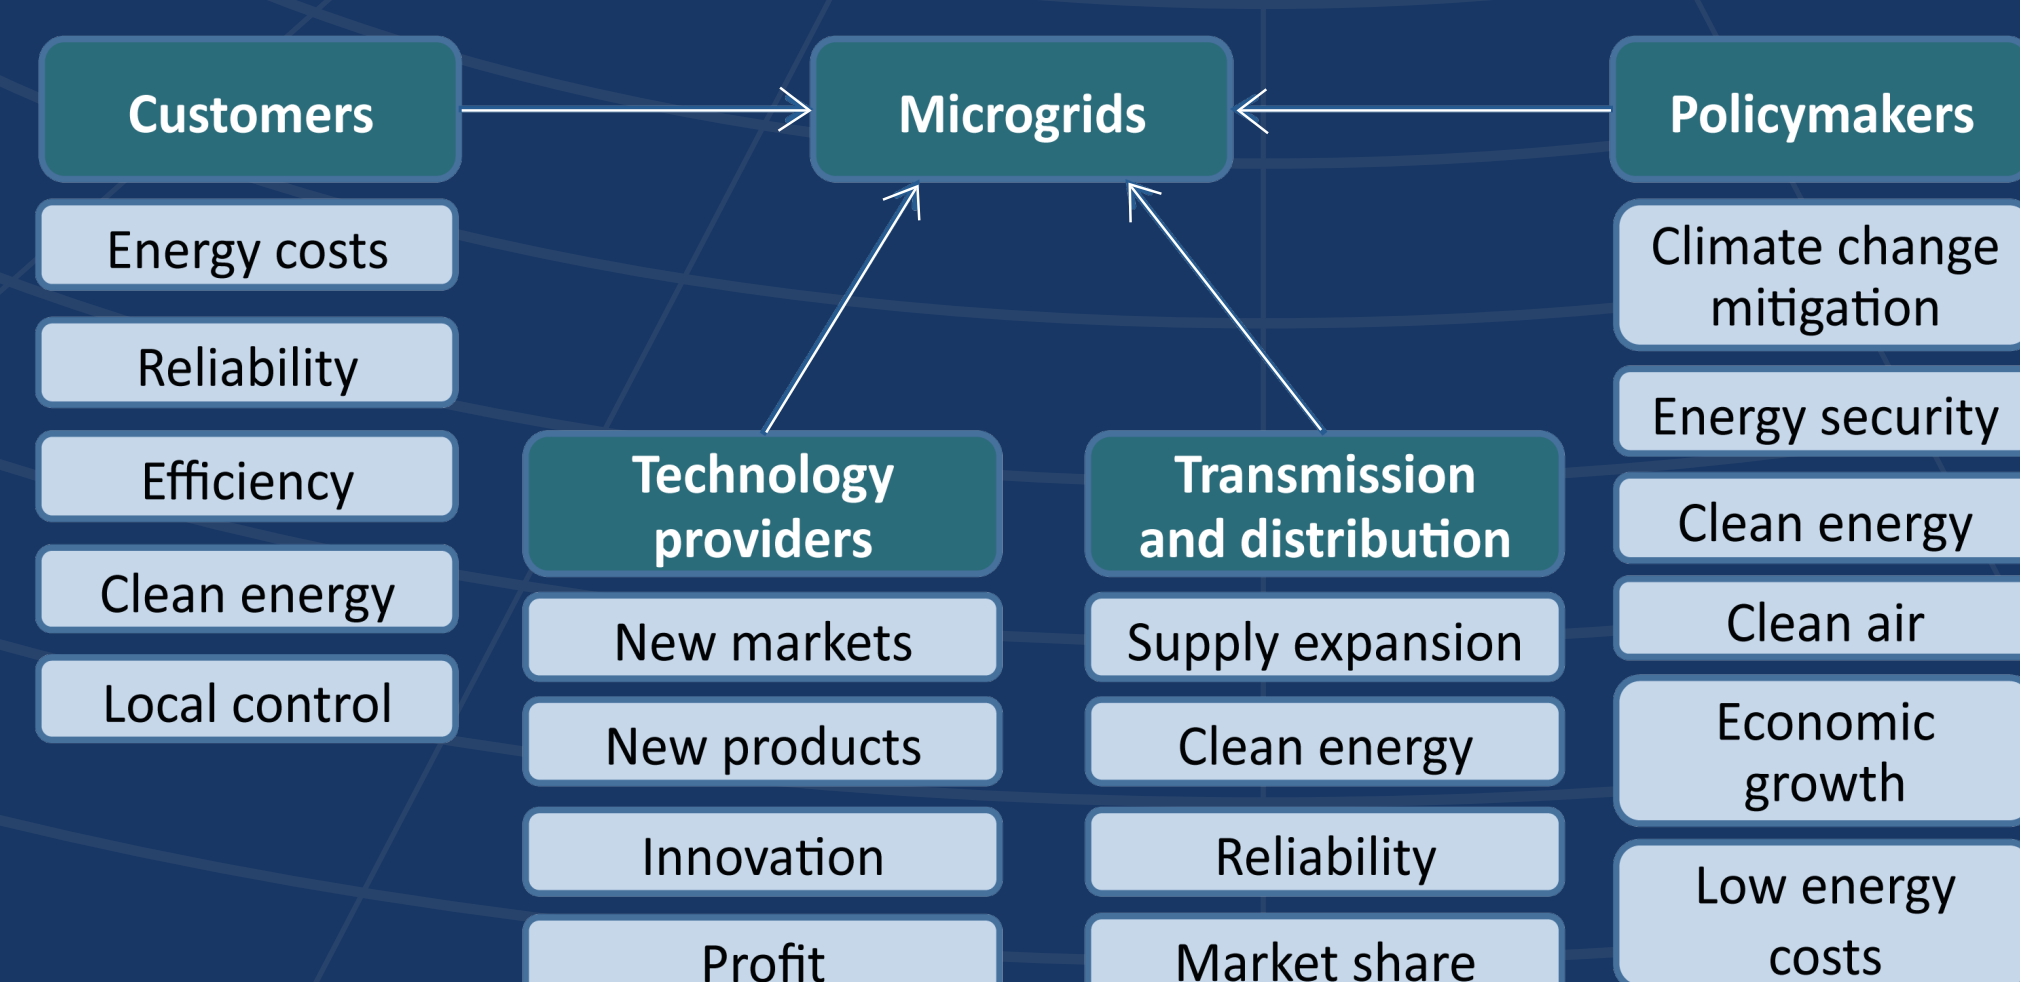 Customers
Microgrids
Policymakers
Energy costs
Reliability
Efficiency
Clean energy
Local control
Technology
providers
New markets
New products
Innovation
Profit
Transmission
and distribution
Supply expansion
Clean energy
Reliability
Market share
Climate change
mitigation
Energy security
Clean energy
Clean air
Economic
growth
Low energy
costs